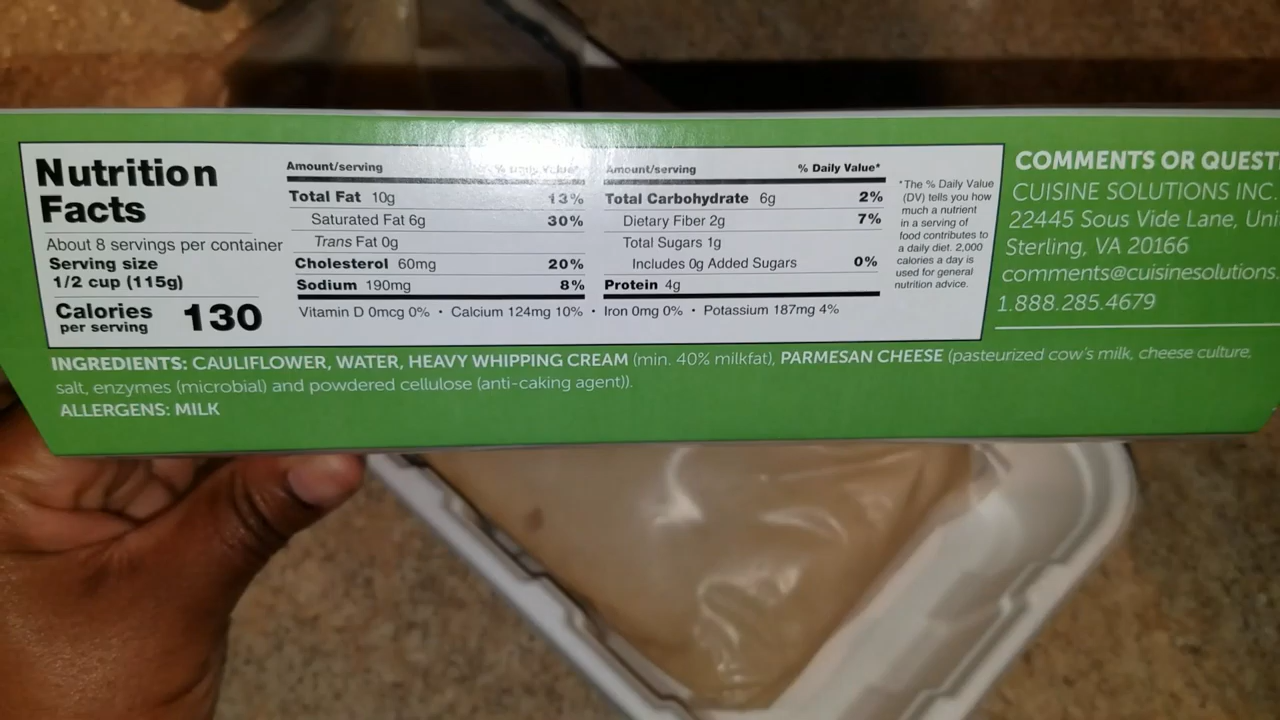 Nutrition
Facts
About 8 servings per container
Serving size
1/2 cup (115g)
Calories
per serving 130
Amount/serving % Daily Value*
Total Fat 10g 13%
Saturated Fat 6g 30%
Trans Fat 0g
Cholesterol 60mg 20%
Sodium 190mg 8%
Amount/serving % Daily Value*
Total Carbohydrate 6g 2%
Dietary Fiber 2g 7%
Total Sugars 1g
Includes 0g Added Sugars 0%
Protein 4g
Vitamin D 0mcg 0% • Calcium 124mg 10% • Iron 0mg 0% • Potassium 187mg 4%
*The % Daily Value
(DV) tells you how
much a nutrient
in a serving of
food contributes to
a daily diet. 2,000
calories a day is
used for general
nutrition advice.
COMMENTS OR QUEST
CUISINE SOLUTIONS INC.
22445 Sous Vide Lane, Uni
Sterling, VA 20166
comments@cuisinesolutions.
1.888.285.4679
INGREDIENTS: CAULIFLOWER, WATER, HEAVY WHIPPING CREAM (min. 40% milkfat), PARMESAN CHEESE (pasteurized cow's milk, cheese culture,
salt, enzymes (microbial) and powdered cellulose (anti-caking agent)).
ALLERGENS: MILK